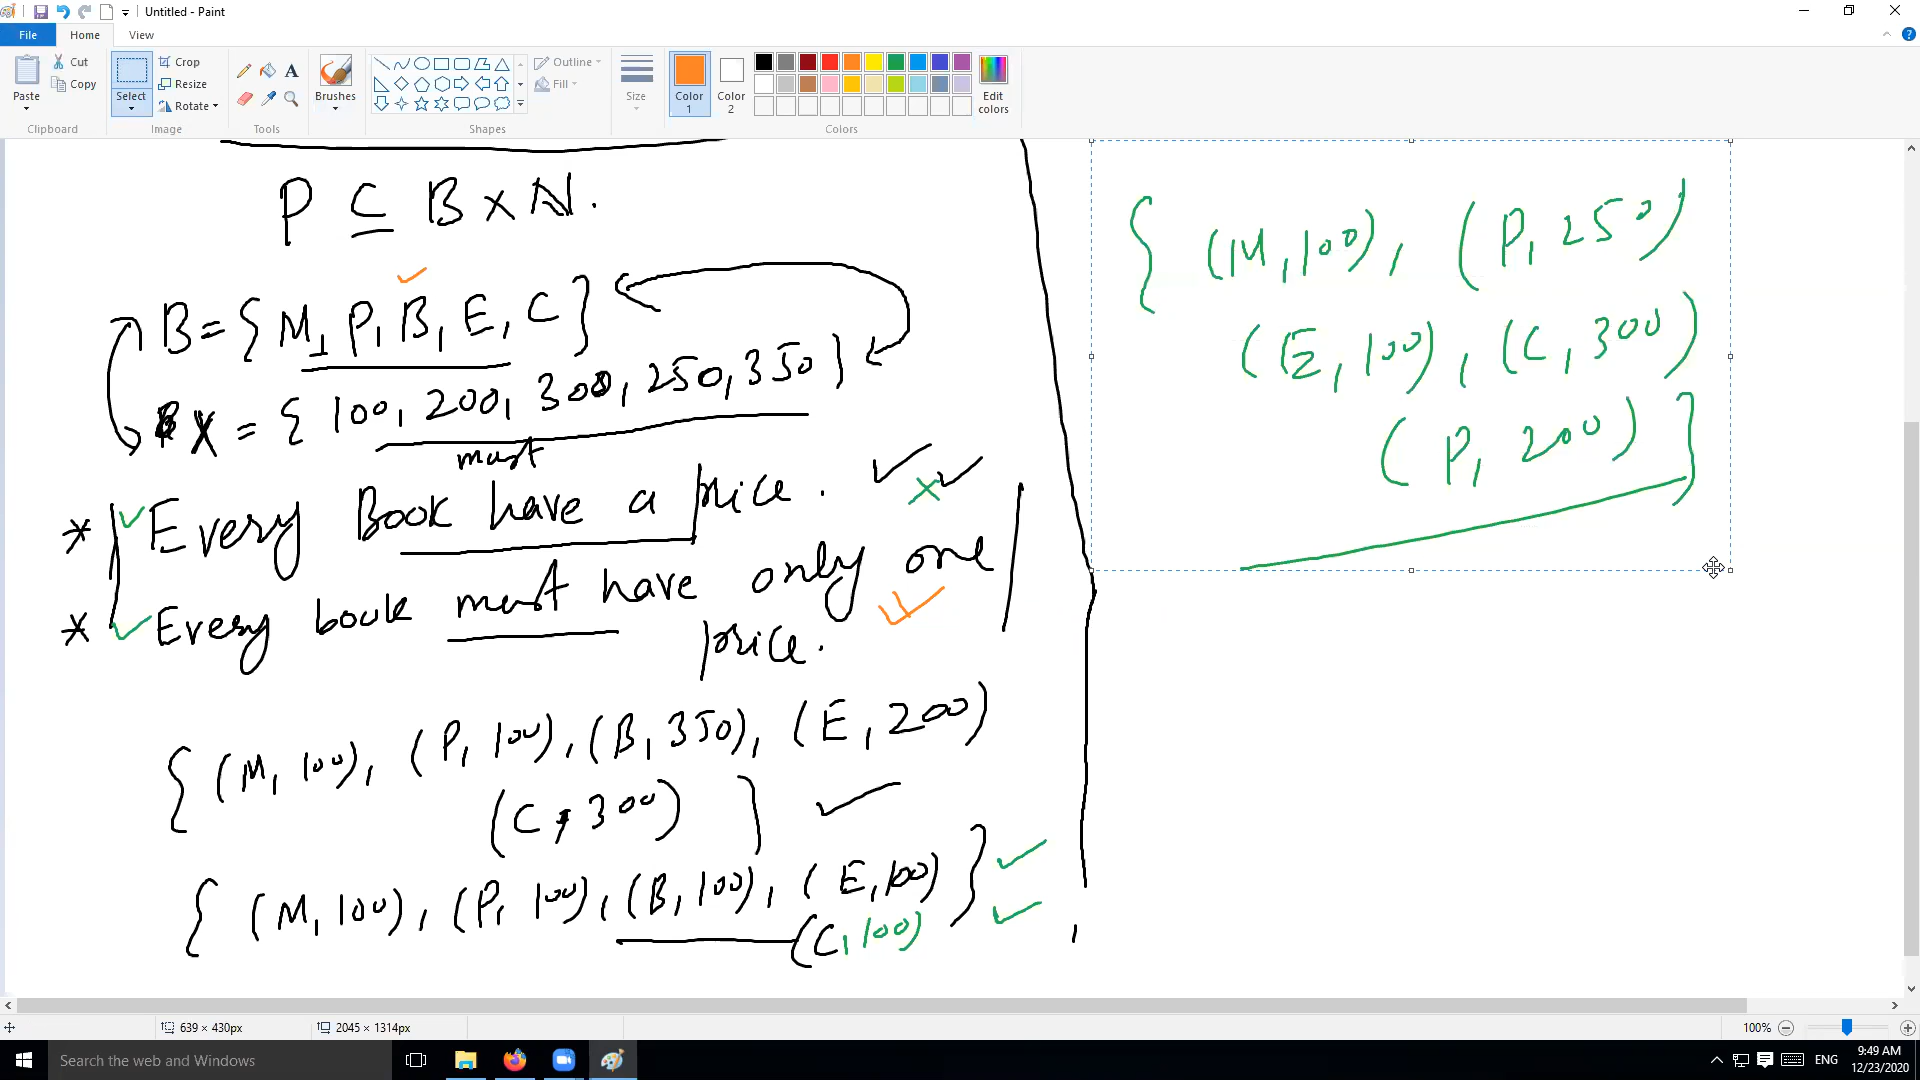 Untitled - Paint
File Home View
Paste
Cut
Copy
Clipboard
Select
Crop
Resize
Rotate
Image
Tools
Brushes
Shapes
Outline
Fill
Size
Color 1
Color 2
Edit colors
Colors
P ⊆ B × N.
B = { M, P, B, E, C }
X = { 100, 200, 300, 250, 350 }
must
* Every Book have a price.
* Every book must have only one
price.
{ (M, 100), (P, 100), (B, 350), (E, 200)
(C, 300) }
{ (M, 100), (P, 100), (B, 100), (E, 100) }
(C, 100)
{ (M, 100), (P, 250)
(E, 100), (C, 300)
(P, 200) }
639 × 430px
2045 × 1314px
100%
Search the web and Windows
ENG
9:49 AM
12/23/2020